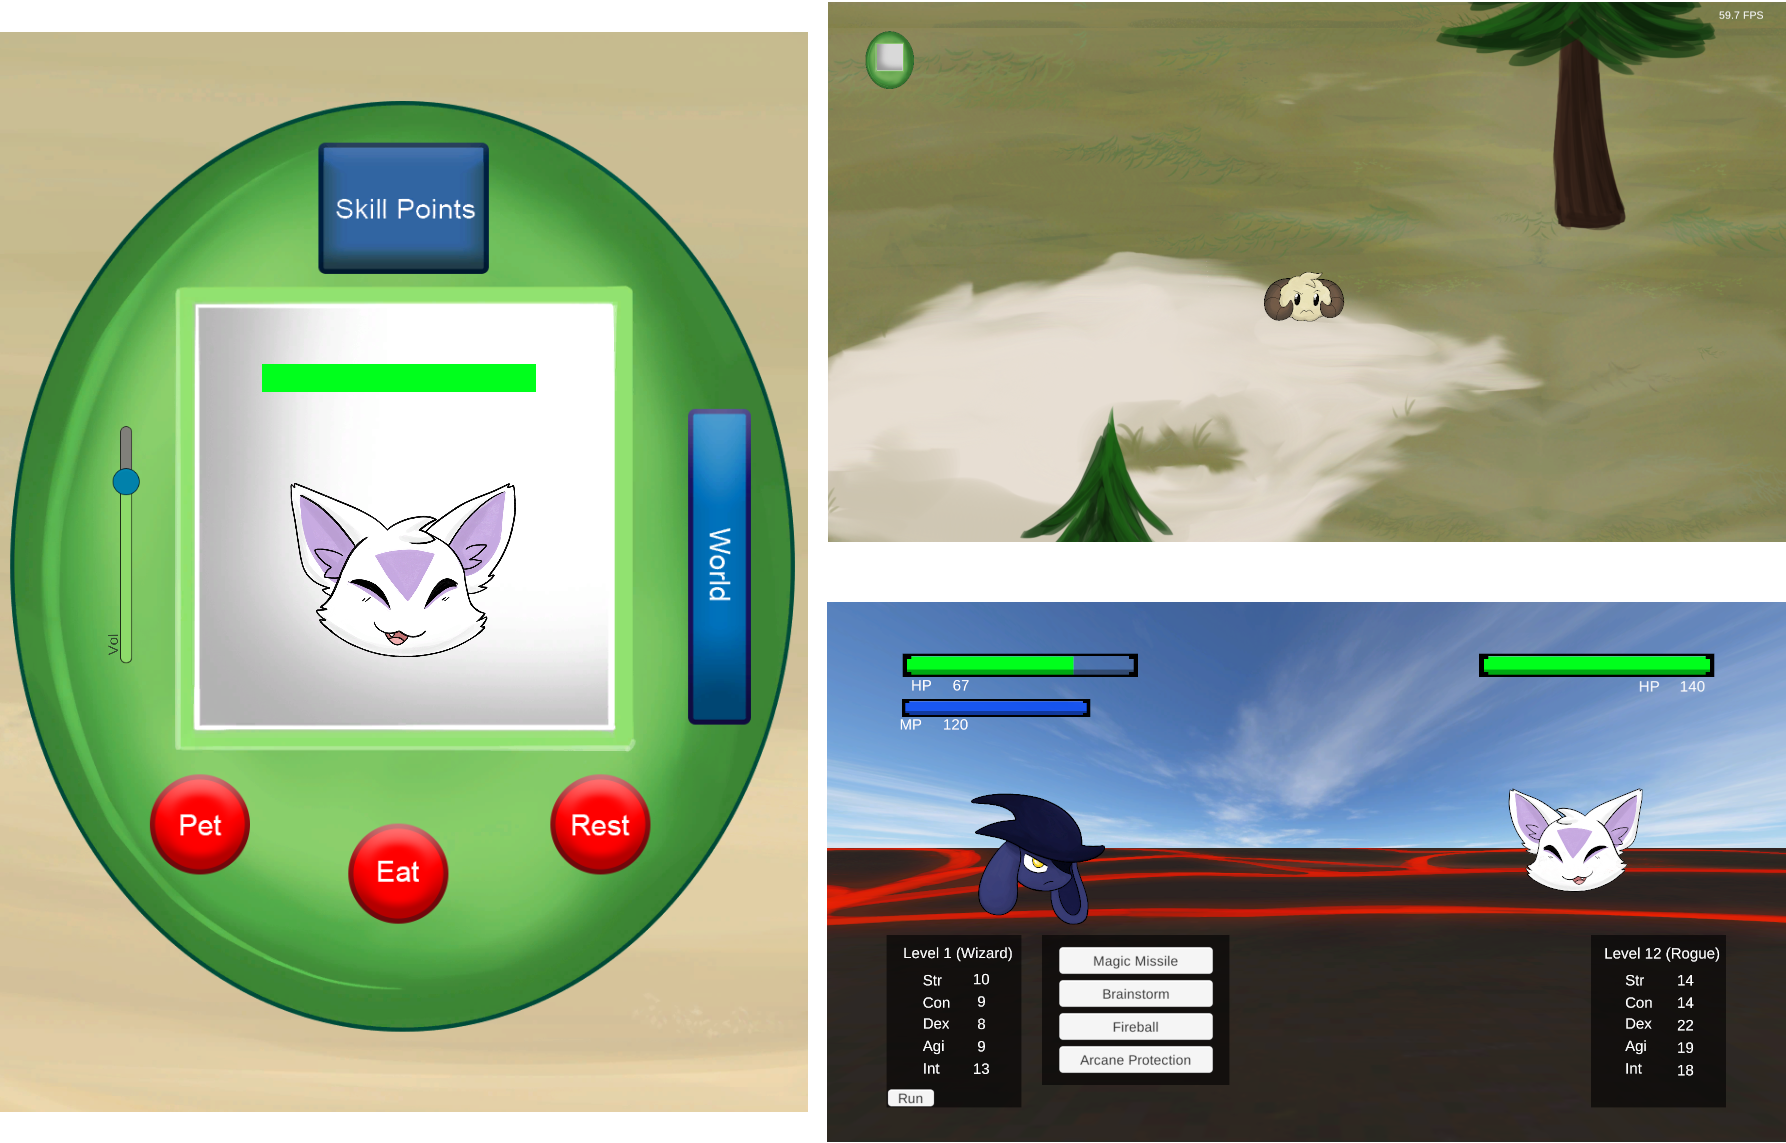 Skill Points
Vol
World
Pet
Eat
Rest
59.7 FPS
HP 67
MP 120
HP 140
Level 1 (Wizard)
Str 10
Con 9
Dex 8
Agi 9
Int 13
Run
Magic Missile
Brainstorm
Fireball
Arcane Protection
Level 12 (Rogue)
Str 14
Con 14
Dex 22
Agi 19
Int 18